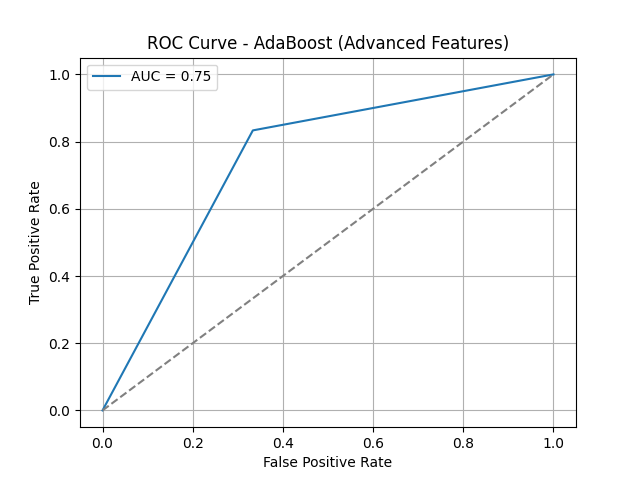 ROC Curve - AdaBoost (Advanced Features)
AUC = 0.75
True Positive Rate
1.0
0.8
0.6
0.4
0.2
0.0
0.0 0.2 0.4 0.6 0.8 1.0
False Positive Rate